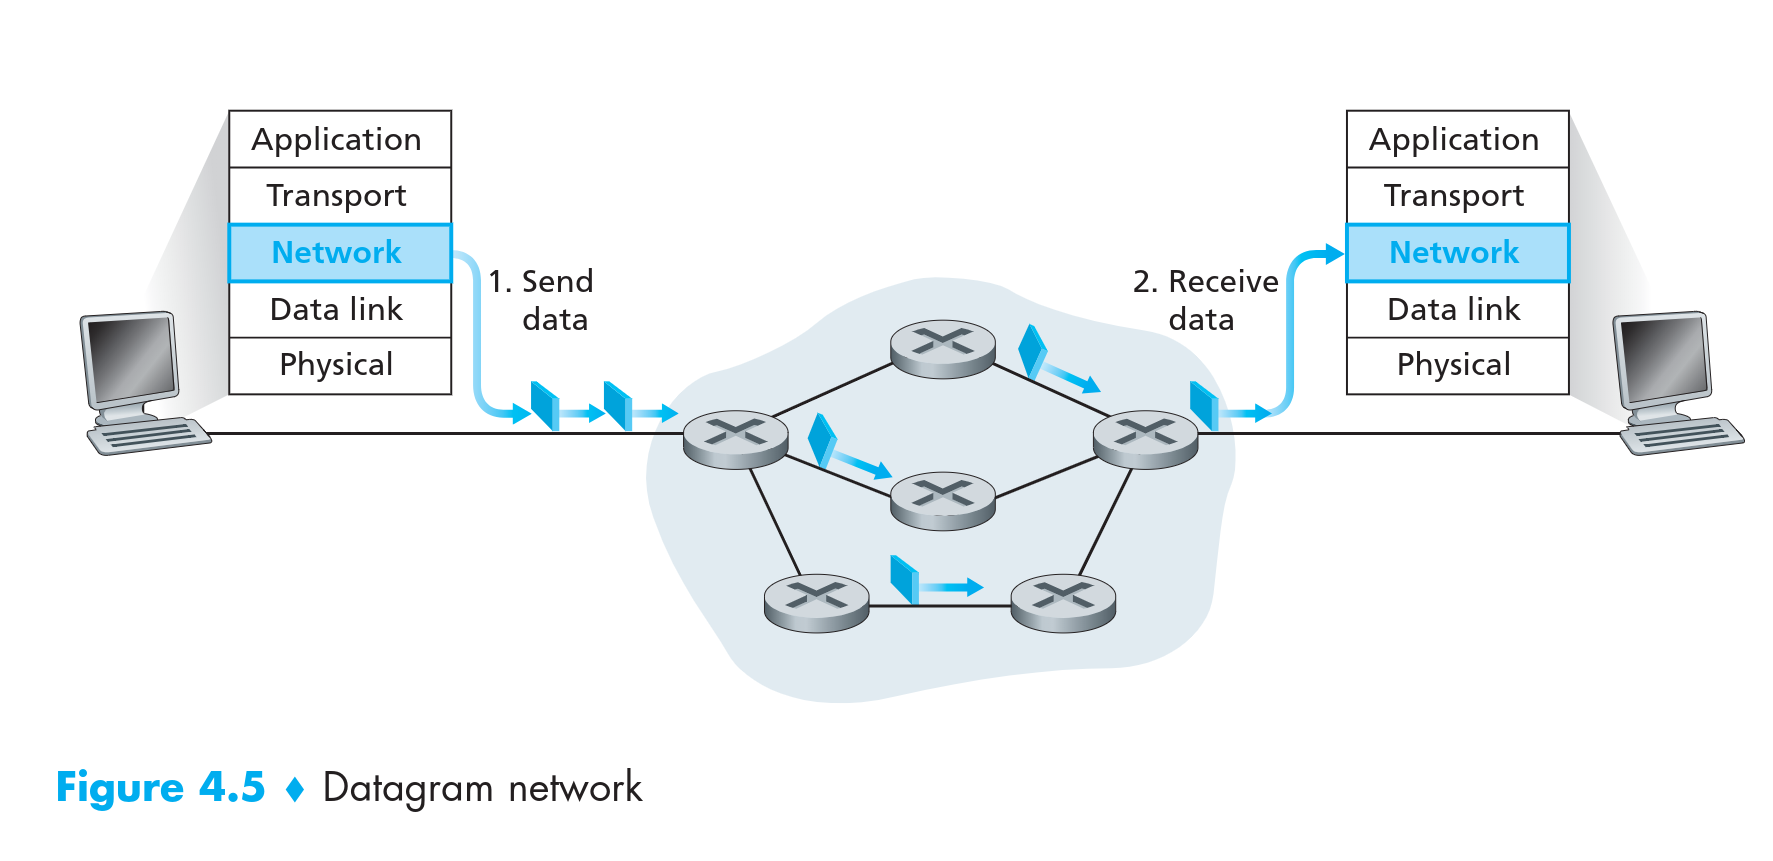 Application
Transport
Network
Data link
Physical
1. Send
data
2. Receive
data
Application
Transport
Network
Data link
Physical
Figure 4.5 ♦ Datagram network